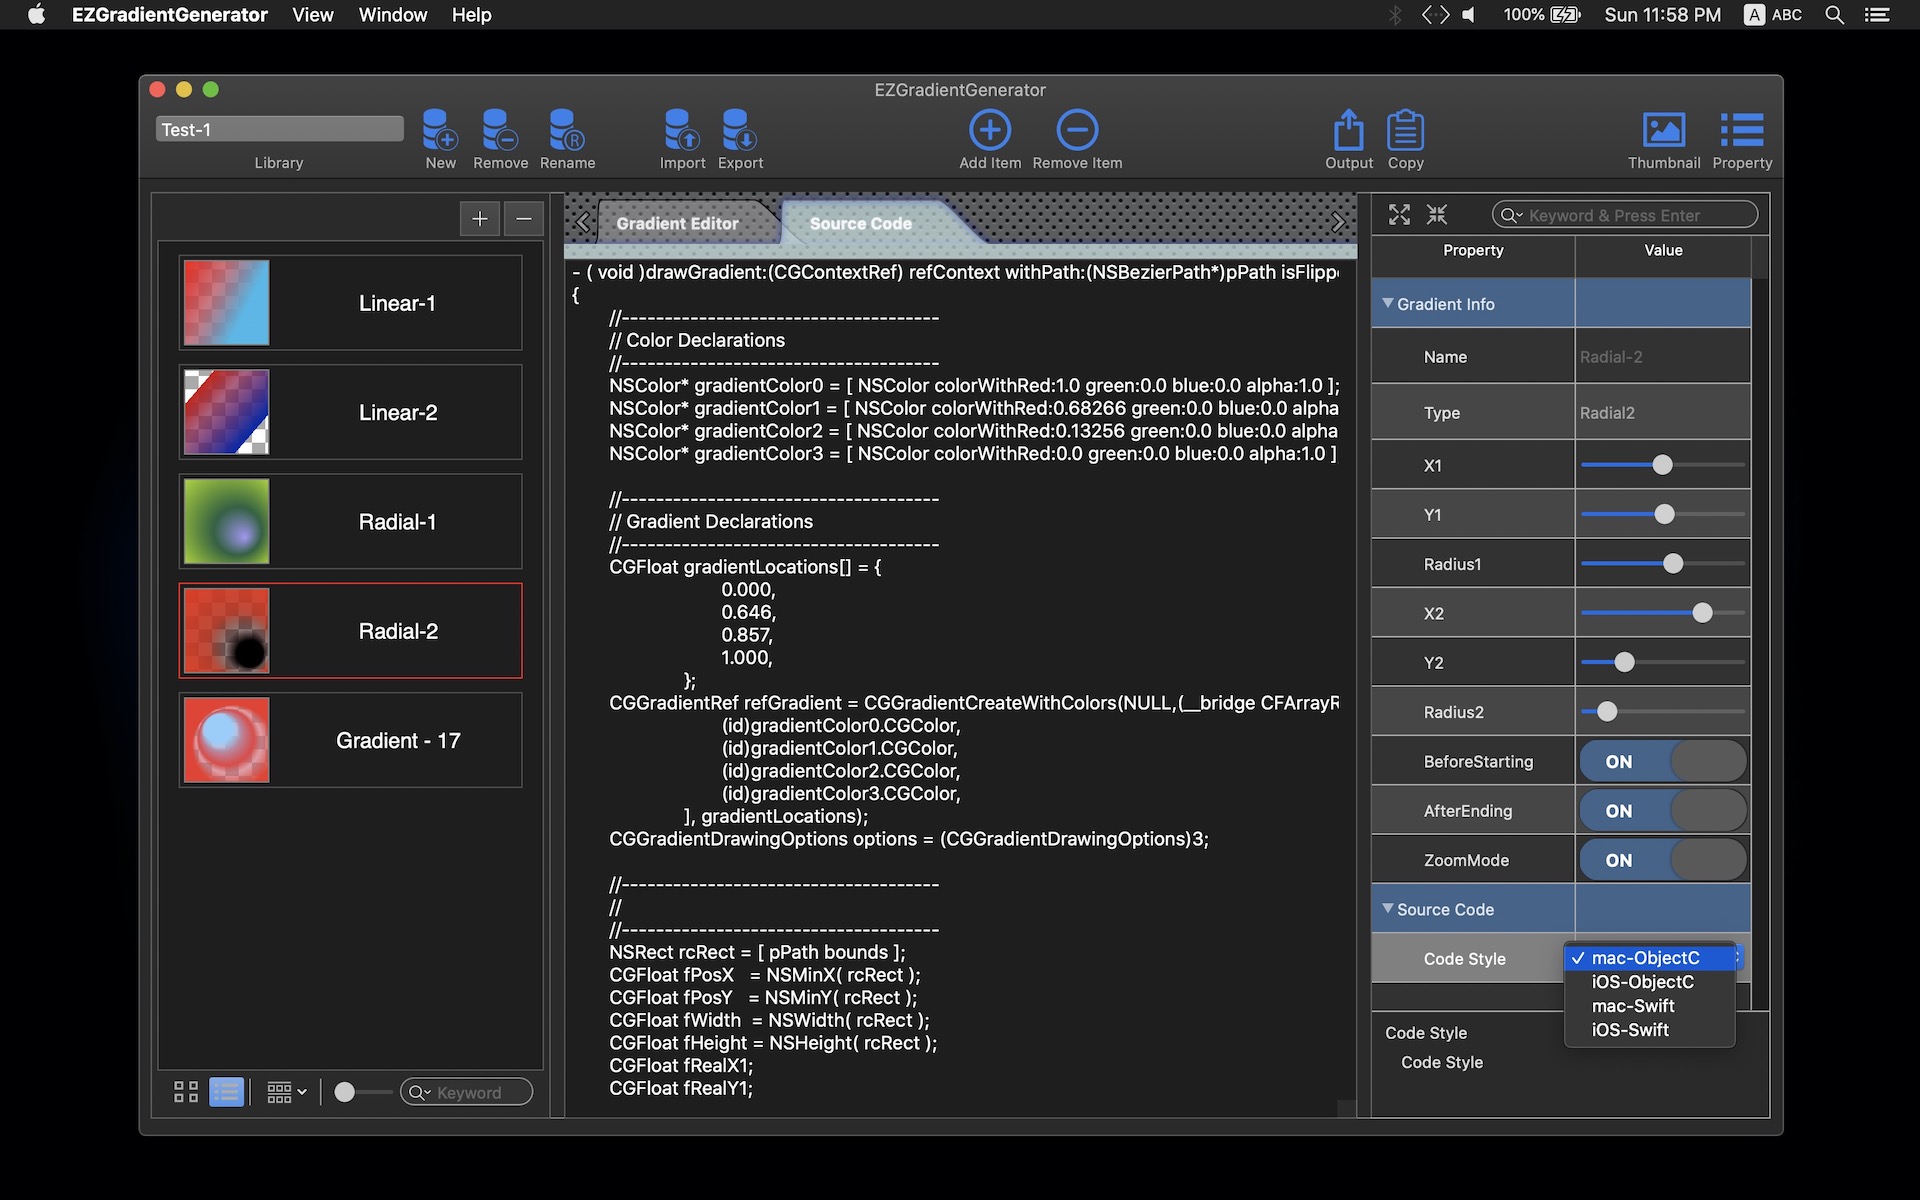 EZGradientGenerator View Window Help
100% Sun 11:58 PM A ABC
EZGradientGenerator
Test-1
Library
New Remove Rename Import Export Add Item Remove Item Output Copy Thumbnail Property
Linear-1
Linear-2
Radial-1
Radial-2
Gradient - 17
Keyword
Gradient Editor Source Code
- ( void )drawGradient:(CGContextRef) refContext withPath:(NSBezierPath*)pPath isFlipp
{
//-------------------------------------
// Color Declarations
//-------------------------------------
NSColor* gradientColor0 = [ NSColor colorWithRed:1.0 green:0.0 blue:0.0 alpha:1.0 ];
NSColor* gradientColor1 = [ NSColor colorWithRed:0.68266 green:0.0 blue:0.0 alpha
NSColor* gradientColor2 = [ NSColor colorWithRed:0.13256 green:0.0 blue:0.0 alpha
NSColor* gradientColor3 = [ NSColor colorWithRed:0.0 green:0.0 blue:0.0 alpha:1.0 ]
//-------------------------------------
// Gradient Declarations
//-------------------------------------
CGFloat gradientLocations[] = {
0.000,
0.646,
0.857,
1.000,
};
CGGradientRef refGradient = CGGradientCreateWithColors(NULL,(__bridge CFArrayR
(id)gradientColor0.CGColor,
(id)gradientColor1.CGColor,
(id)gradientColor2.CGColor,
(id)gradientColor3.CGColor,
], gradientLocations);
CGGradientDrawingOptions options = (CGGradientDrawingOptions)3;
//-------------------------------------
//
//-------------------------------------
NSRect rcRect = [ pPath bounds ];
CGFloat fPosX = NSMinX( rcRect );
CGFloat fPosY = NSMinY( rcRect );
CGFloat fWidth = NSWidth( rcRect );
CGFloat fHeight = NSHeight( rcRect );
CGFloat fRealX1;
CGFloat fRealY1;
Keyword & Press Enter
Property Value
Gradient Info
Name Radial-2
Type Radial2
X1
Y1
Radius1
X2
Y2
Radius2
BeforeStarting ON
AfterEnding ON
ZoomMode ON
Source Code
Code Style
✓ mac-ObjectC
iOS-ObjectC
mac-Swift
iOS-Swift
Code Style
Code Style